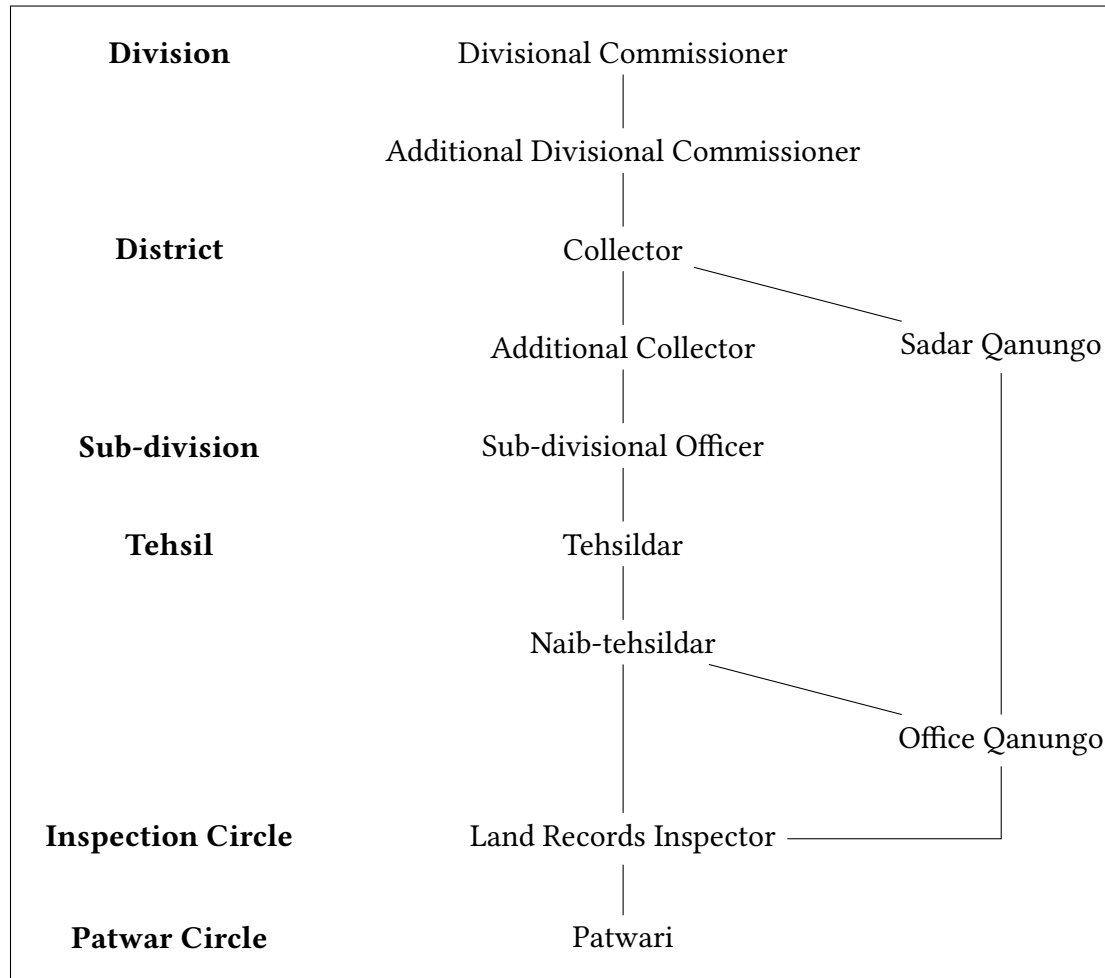 Division Divisional Commissioner
Additional Divisional Commissioner
District Collector
Additional Collector Sadar Qanungo
Sub-division Sub-divisional Officer
Tehsil Tehsildar
Naib-tehsildar
Office Qanungo
Inspection Circle Land Records Inspector
Patwar Circle Patwari